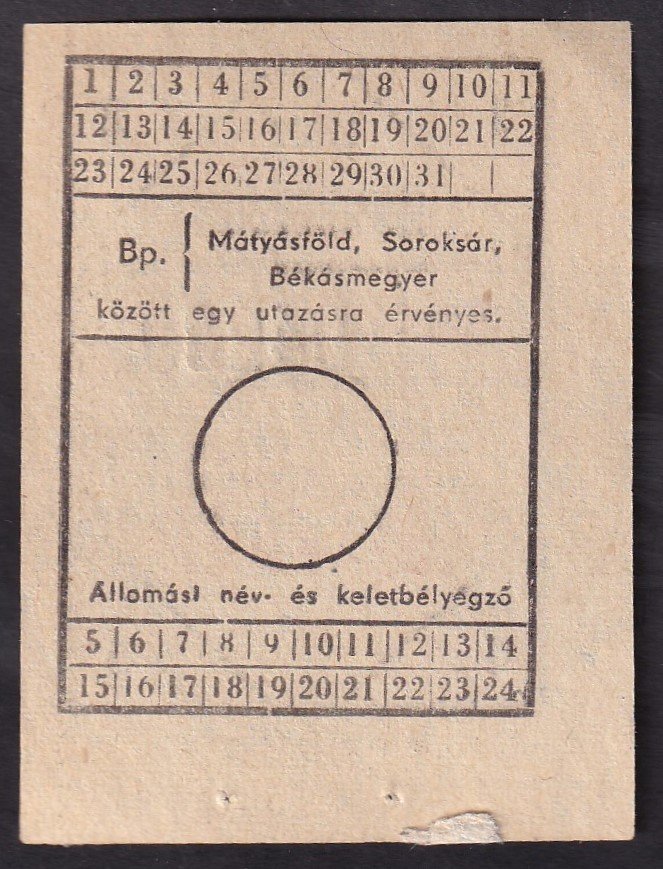 1 | 2 | 3 | 4 | 5 | 6 | 7 | 8 | 9 | 10 | 11
12 | 13 | 14 | 15 | 16 | 17 | 18 | 19 | 20 | 21 | 22
23 | 24 | 25 | 26 | 27 | 28 | 29 | 30 | 31 | |
Bp. { Mátyásföld, Soroksár,
Békásmegyer
között egy utazásra érvényes.
Állomási név- és keletbélyegző
5 | 6 | 7 | 8 | 9 | 10 | 11 | 12 | 13 | 14
15 | 16 | 17 | 18 | 19 | 20 | 21 | 22 | 23 | 24